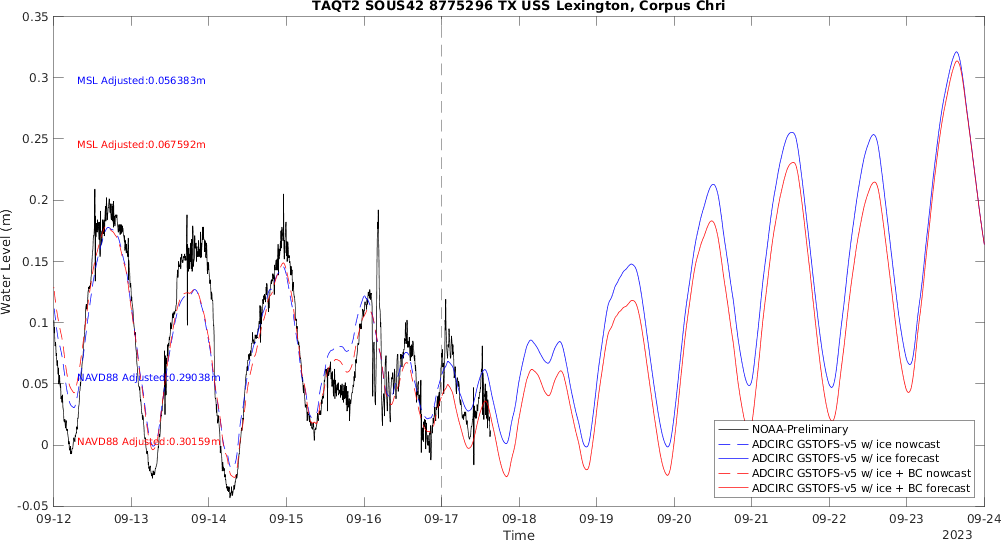 TAQT2 SOUS42 8775296 TX USS Lexington, Corpus Chri
Water Level (m)
0.35
0.3
0.25
0.2
0.15
0.1
0.05
0
-0.05
MSL Adjusted:0.056383m
MSL Adjusted:0.067592m
NAVD88 Adjusted:0.29038m
NAVD88 Adjusted:0.30159m
NOAA-Preliminary
ADCIRC GSTOFS-v5 w/ ice nowcast
ADCIRC GSTOFS-v5 w/ ice forecast
ADCIRC GSTOFS-v5 w/ ice + BC nowcast
ADCIRC GSTOFS-v5 w/ ice + BC forecast
09-12 09-13 09-14 09-15 09-16 09-17 09-18 09-19 09-20 09-21 09-22 09-23 09-24
Time
2023